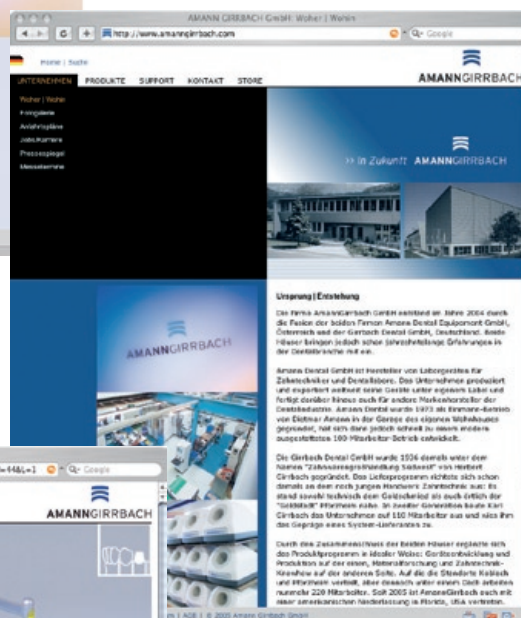 AMANN GIRRBACH GmbH: Woher | Wohin
http://www.amanngirrbach.com
Google
Home | Suche
AMANNGIRRBACH
UNTERNEHMEN PRODUKTE SUPPORT KONTAKT STORE
Woher | Wohin
Fotogalerie
Anfahrtspläne
Jobs/Karriere
Pressespiegel
Messetermine
>> in Zukunft AMANNGIRRBACH
AMANNGIRRBACH
Ursprung | Entstehung
Die Firma AmannGirrbach GmbH entstand im Jahre 2004 durch
die Fusion der beiden Firmen Amann Dental Equipment GmbH,
Österreich und der Girrbach Dental GmbH, Deutschland. Beide
Häuser bringen jedoch schon jahrzehntelange Erfahrungen in
der Dentalbranche mit ein.
Amann Dental GmbH ist Hersteller von Laborgeräten für
Zahntechniker und Dentallabore. Das Unternehmen produziert
und exportiert weltweit seine Geräte unter eigenem Label und
fertigt darüber hinaus auch für andere Markenhersteller der
Dentalindustrie. Amann Dental wurde 1973 als Einmann-Betrieb
von Dietmar Amann in der Garage des eigenen Wohnhauses
gegründet, hat sich dann jedoch schnell zu einem modern
ausgestatteten 100-Mitarbeiter-Betrieb entwickelt.
Die Girrbach Dental GmbH wurde 1936 damals unter dem
Namen "Zahnwarengroßhandlung Südwest" von Herbert
Girrbach gegründet. Das Lieferprogramm richtete sich schon
damals an dem noch jungen Handwerk Zahntechnik aus: Es
stand sowohl technisch dem Goldschmied als auch örtlich der
"Goldstadt" Pforzheim nahe. In zweiter Generation baute Karl
Girrbach das Unternehmen auf 110 Mitarbeiter aus und wies ihm
das Gepräge eines System-Lieferanten zu.
Durch den Zusammenschluss der beiden Häuser ergänzte sich
das Produktprogramm in idealer Weise: Geräteentwicklung und
Produktion auf der einen, Materialforschung und Zahntechnik-
Knowhow auf der anderen Seite. Auf die die Standorte Koblach
und Pforzheim verteilt, aber dennoch unter einem Dach arbeiten
nunmehr 220 Mitarbeiter. Seit 2005 ist AmannGirrbach auch mit
einer amerikanischen Niederlassung in Florida, USA vertreten.
=44&L=1
Google
AMANNGIRRBACH
| AGB | © 2005 Amann Girrbach GmbH